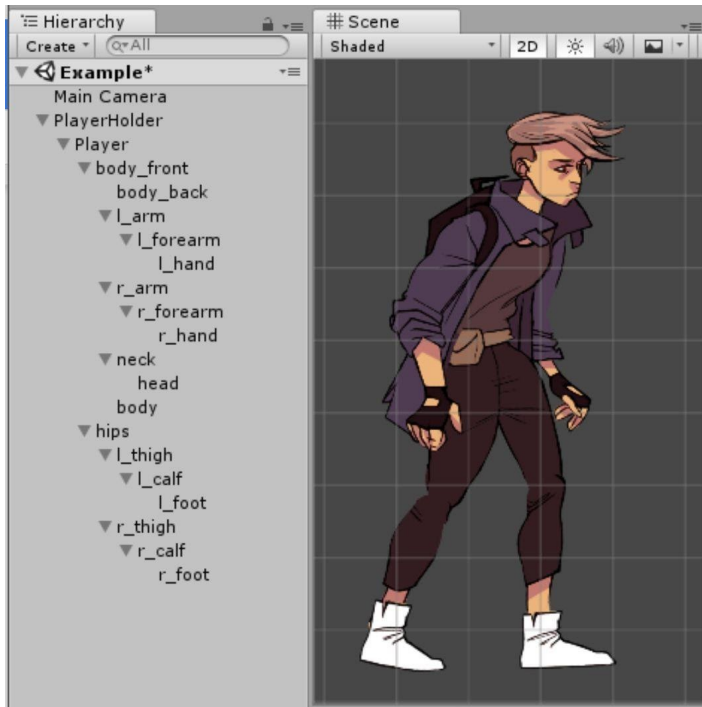 Hierarchy
Create
All
Example*
Main Camera
PlayerHolder
Player
body_front
body_back
l_arm
l_forearm
l_hand
r_arm
r_forearm
r_hand
neck
head
body
hips
l_thigh
l_calf
l_foot
r_thigh
r_calf
r_foot
Scene
Shaded
2D